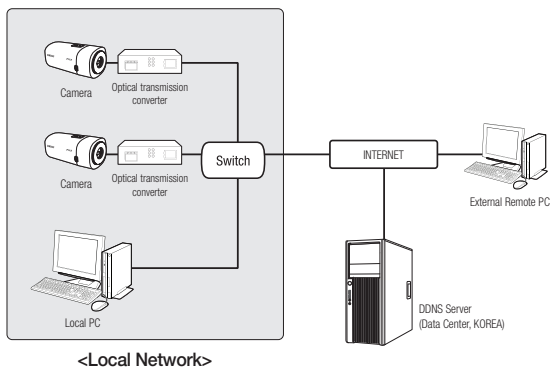 Camera
Optical transmission
converter
Camera
Optical transmission
converter
Switch
INTERNET
External Remote PC
Local PC
DDNS Server
(Data Center, KOREA)
<Local Network>